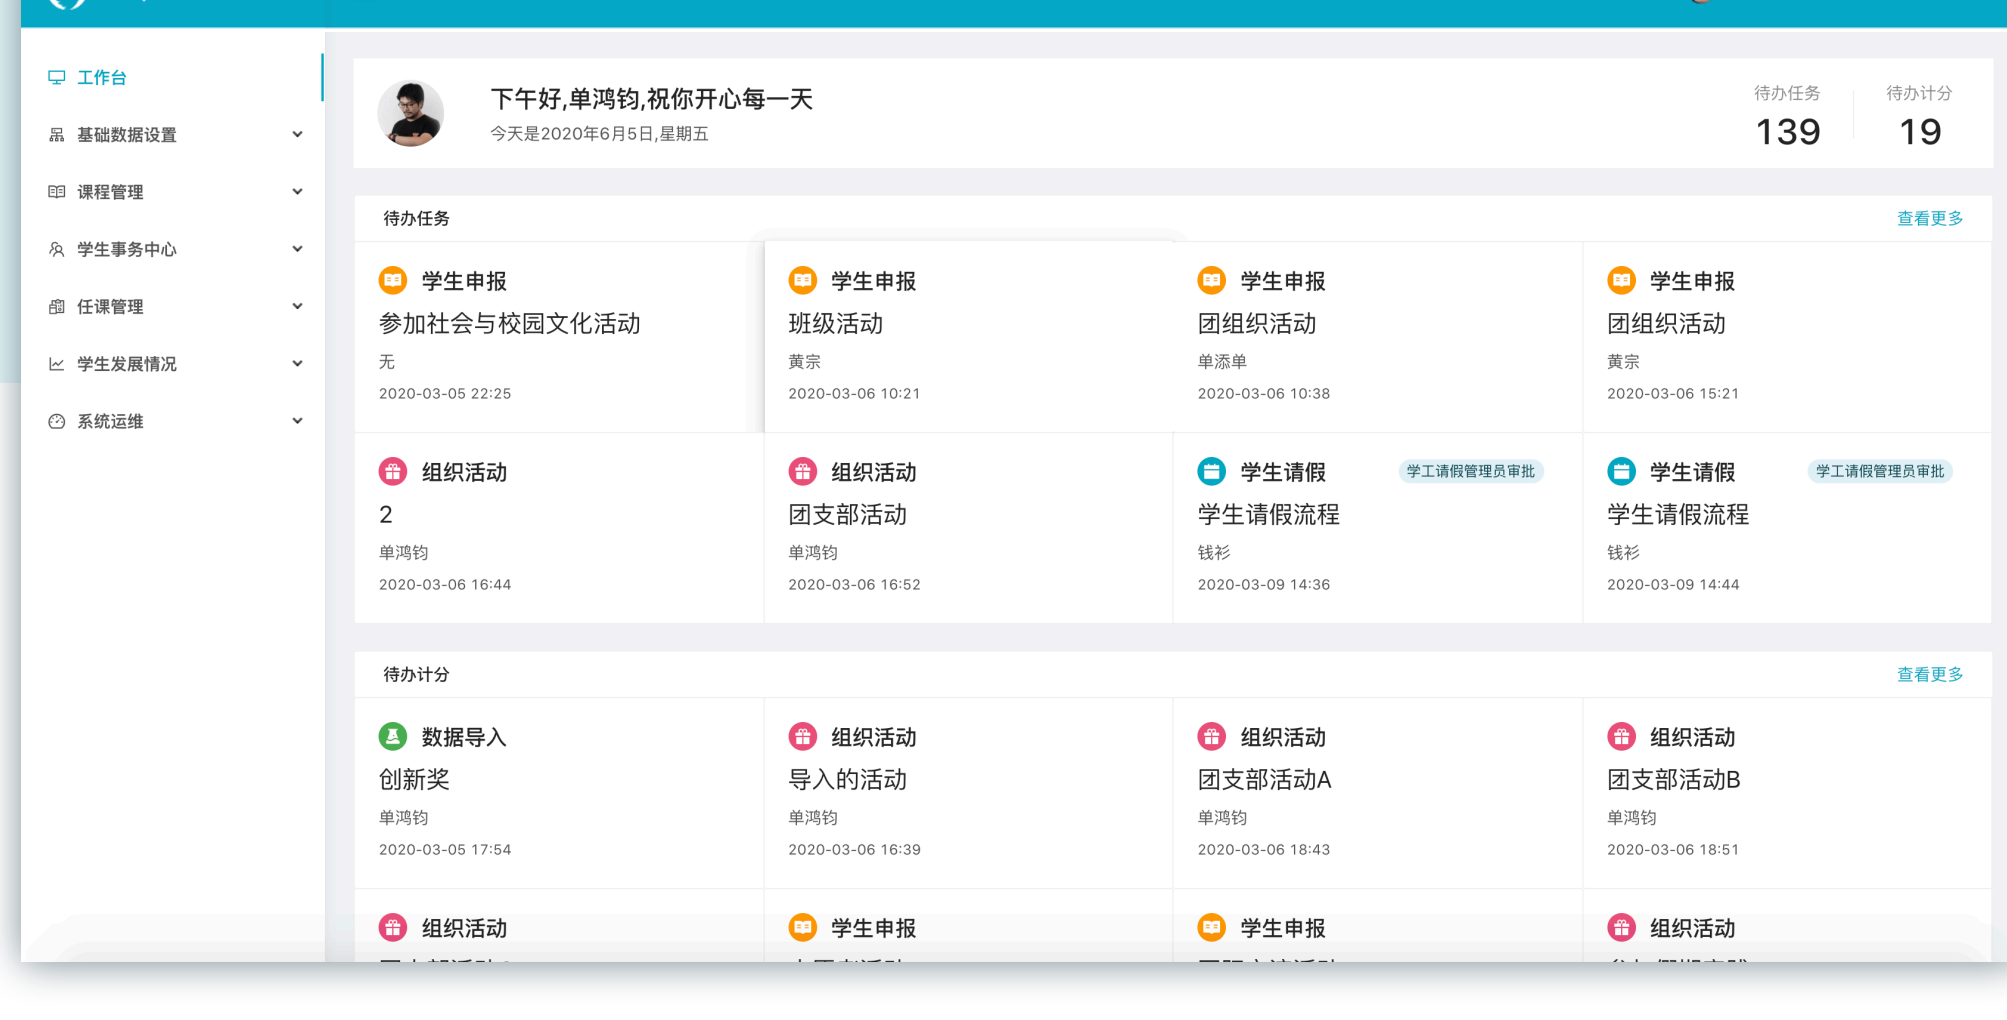 工作台
基础数据设置
课程管理
学生事务中心
任课管理
学生发展情况
系统运维
下午好,单鸿钧,祝你开心每一天
今天是2020年6月5日,星期五
待办任务
139
待办计分
19
待办任务
查看更多
学生申报
参加社会与校园文化活动
无
2020-03-05 22:25
学生申报
班级活动
黄宗
2020-03-06 10:21
学生申报
团组织活动
单添单
2020-03-06 10:38
学生申报
团组织活动
黄宗
2020-03-06 15:21
组织活动
2
单鸿钧
2020-03-06 16:44
组织活动
团支部活动
单鸿钧
2020-03-06 16:52
学生请假
学工请假管理员审批
学生请假流程
钱衫
2020-03-09 14:36
学生请假
学工请假管理员审批
学生请假流程
钱衫
2020-03-09 14:44
待办计分
查看更多
数据导入
创新奖
单鸿钧
2020-03-05 17:54
组织活动
导入的活动
单鸿钧
2020-03-06 16:39
组织活动
团支部活动A
单鸿钧
2020-03-06 18:43
组织活动
团支部活动B
单鸿钧
2020-03-06 18:51
组织活动
学生申报
学生申报
组织活动